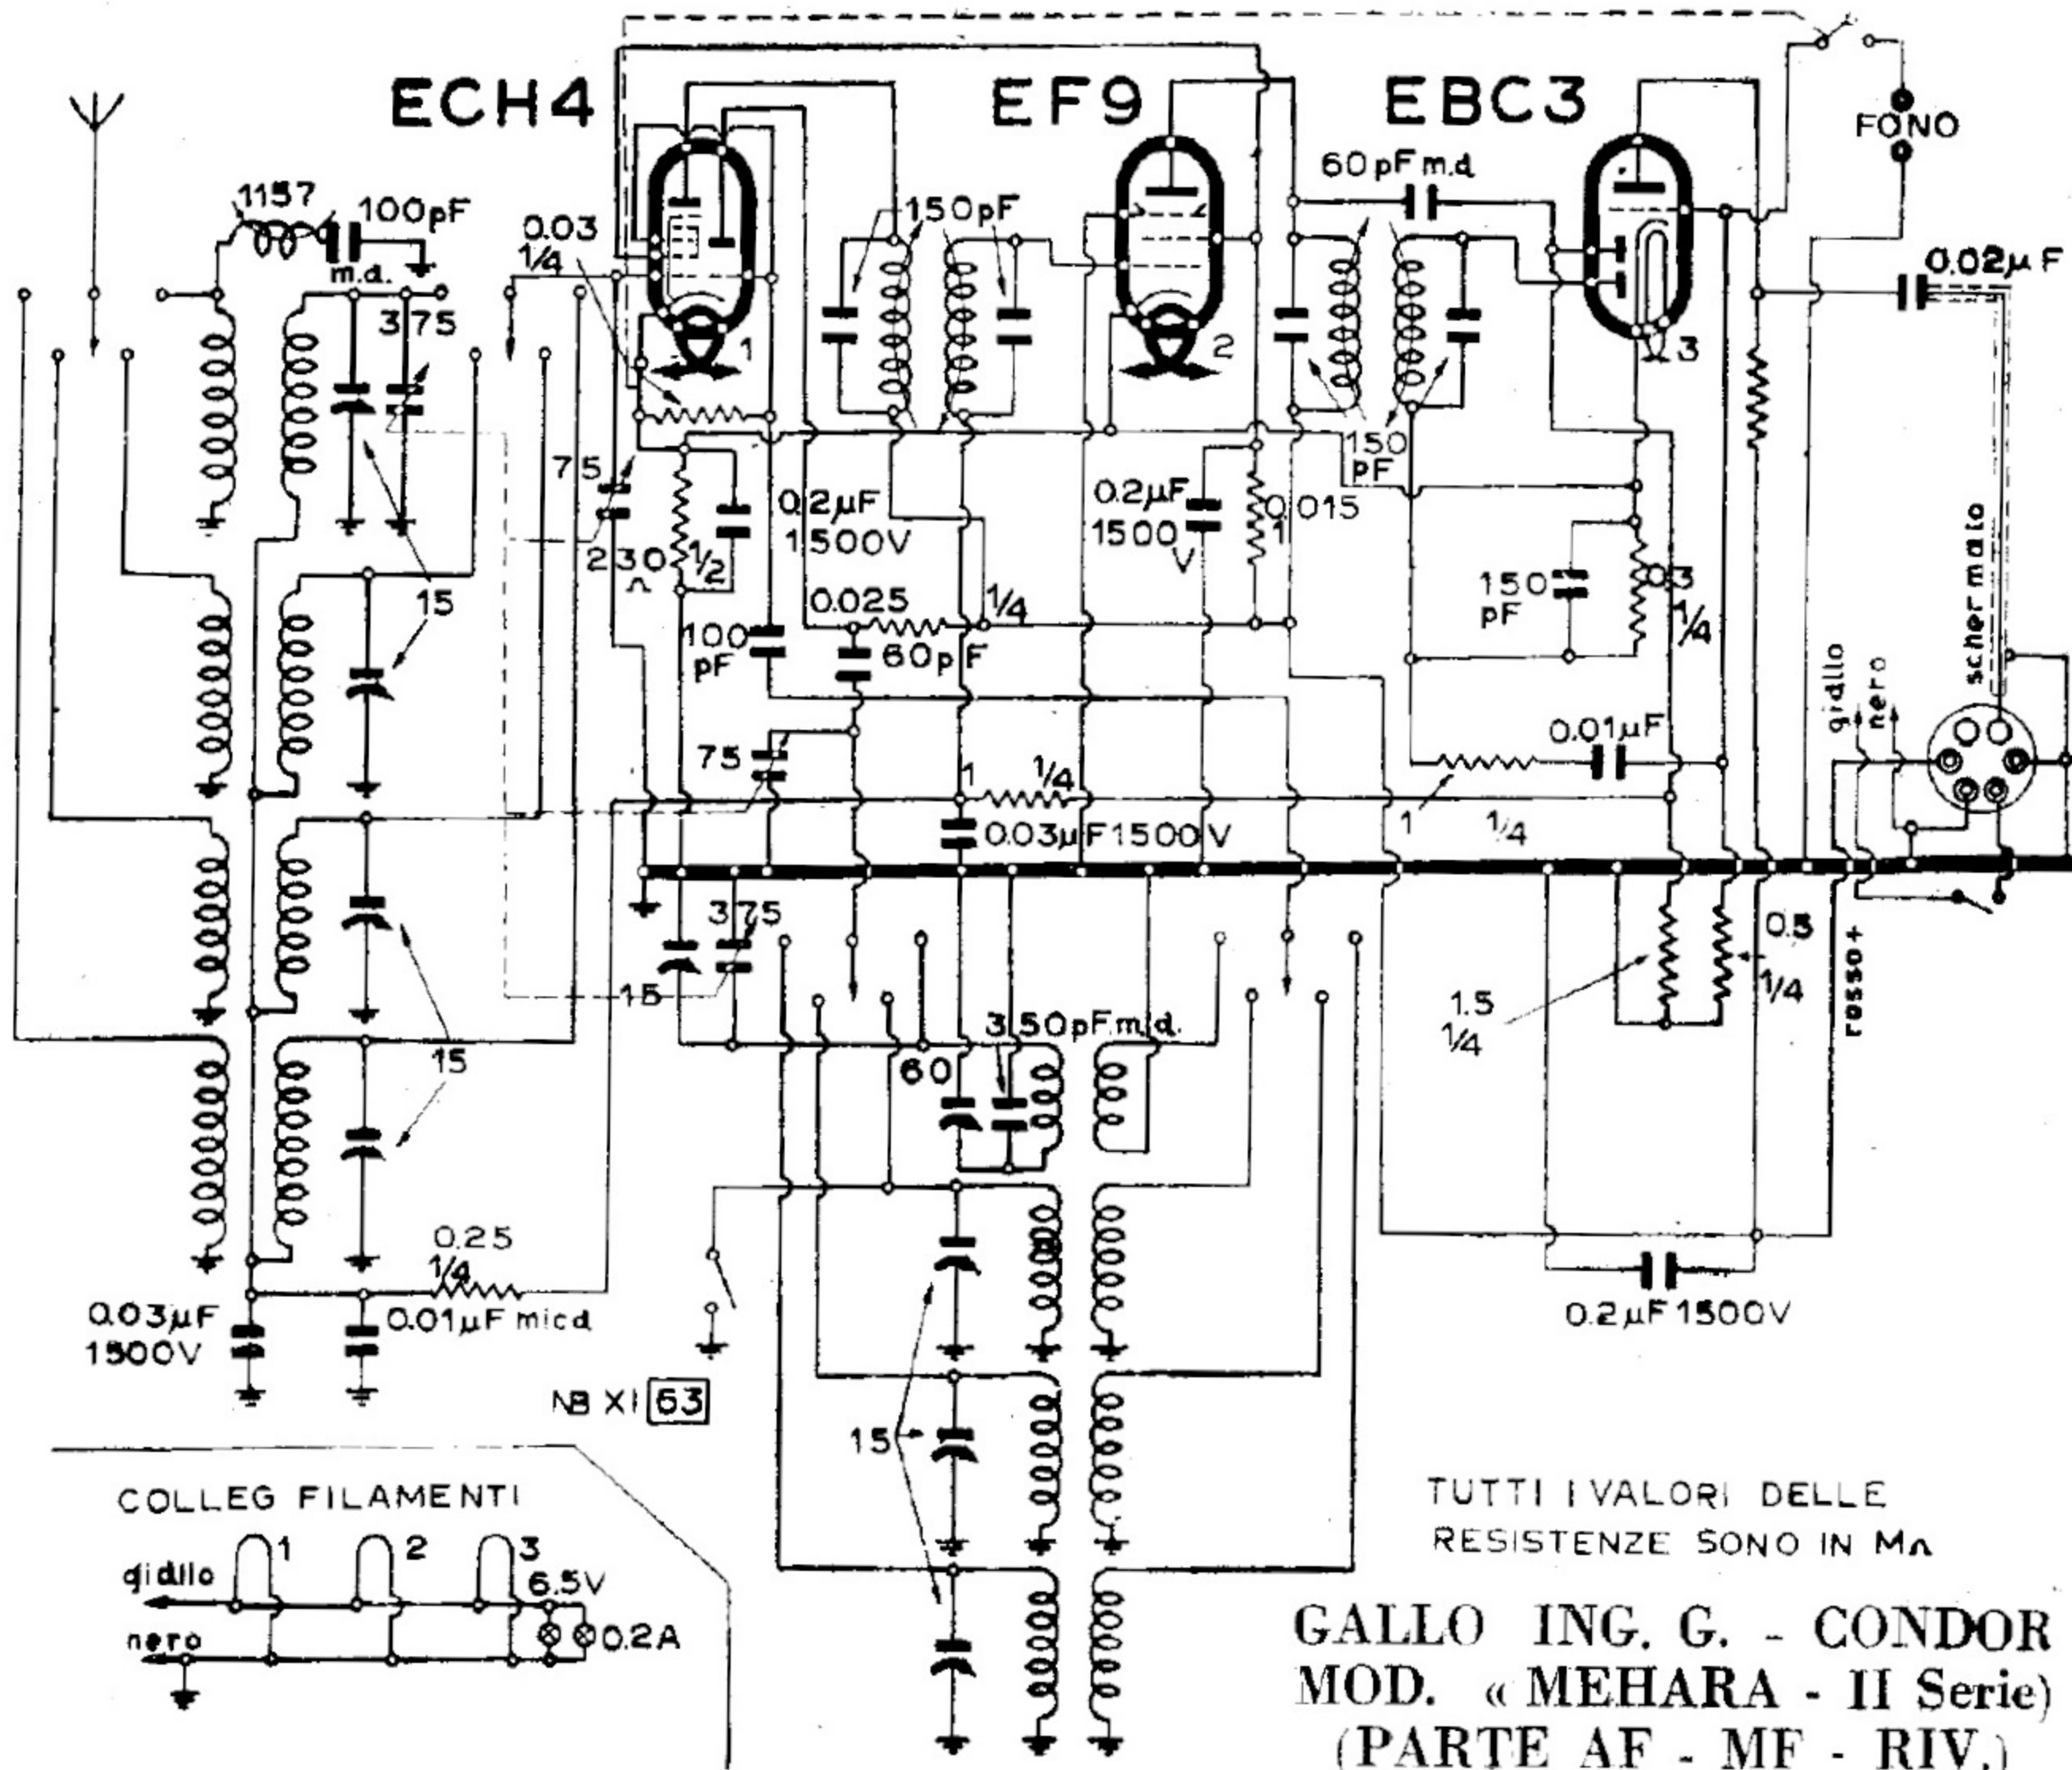 ECH4
EF9
EBC3
FONO
1157
100pF
m.d.
375
0.03
1/4
150pF
60pF m.d
0.02µF
1
2
3
75
0.2µF
1500V
230
1/2
0.2µF
1500
V
0.015
1
150
pF
150
pF
0.3
1/4
15
0.025
1/4
100
pF
60pF
75
1
1/4
0.01µF
1
1/4
0.03µF1500V
schermato
giallo
nero
rosso+
375
15
0.5
1/4
1.5
1/4
350pFm.d.
60
15
0.25
1/4
0.03µF
1500V
0.01µF mica
0.2µF 1500V
NB XI 63
15
COLLEG FILAMENTI
1
2
3
giallo
6.5V
nero
0.2A
TUTTI I VALORI DELLE
RESISTENZE SONO IN MΩ
GALLO ING. G. - CONDOR
MOD. « MEHARA - II Serie)
(PARTE AF - MF - RIV.)